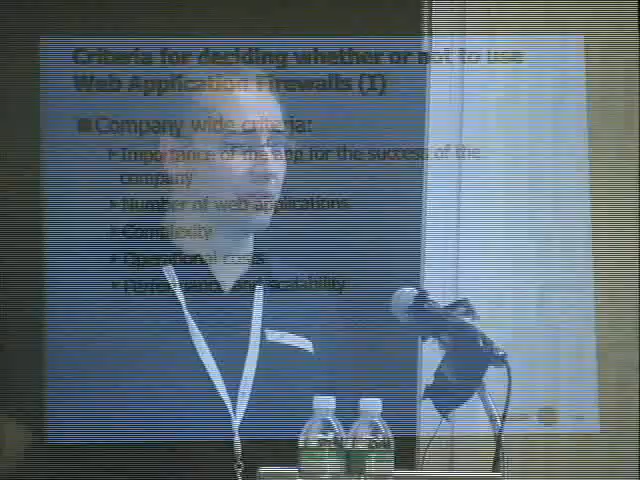 Criteria for deciding whether or not to use
Web Application Firewalls (I)
Company wide criteria:
Importance of the app for the success of the
company
Number of web applications
Complexity
Operational costs
Performance and scalability